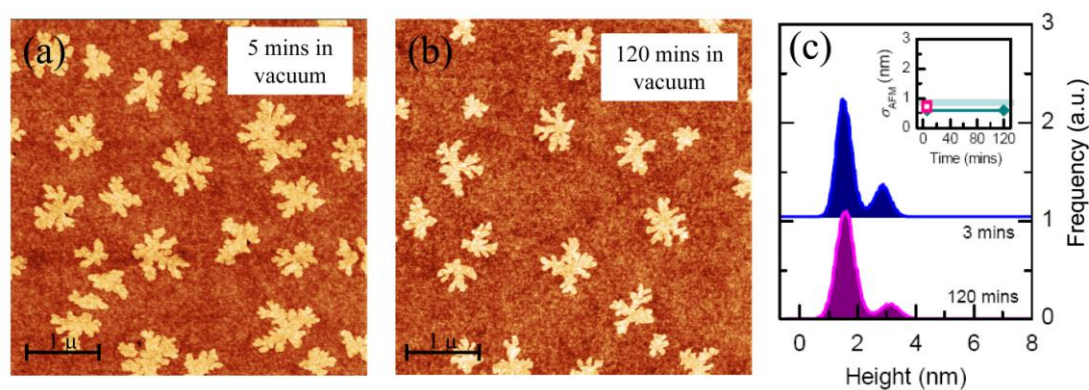 (a)
5 mins in
vacuum
1 μ
(b)
120 mins in
vacuum
1 μ
(c)
3
2
1
0
Frequency (a.u.)
3 mins
120 mins
0 2 4 6 8
Height (nm)
3
2
1
0
σAFM (nm)
0 40 80 120
Time (mins)